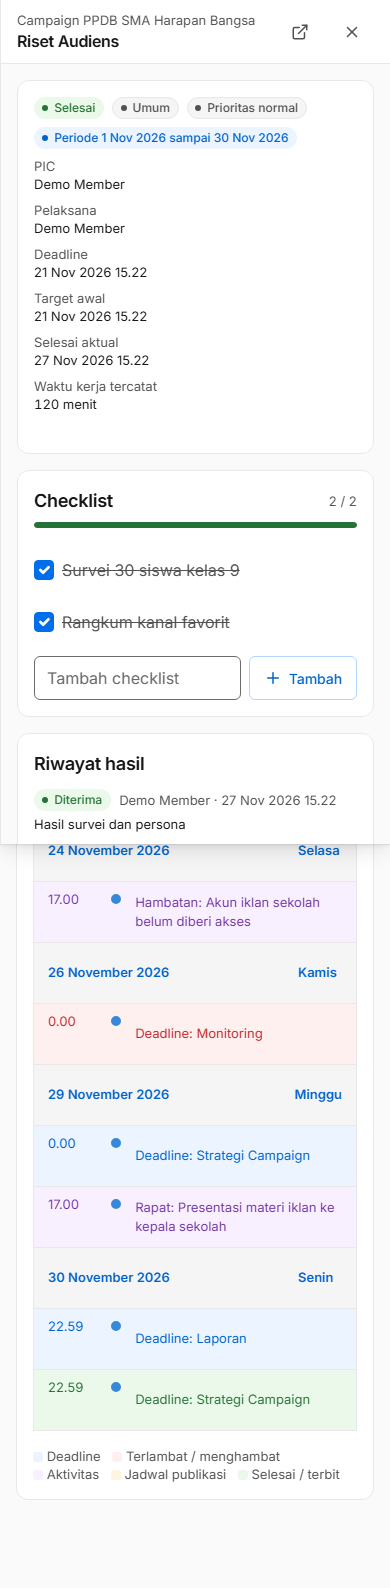 Campaign PPDB SMA Harapan Bangsa
Riset Audiens
Selesai
Umum
Prioritas normal
Periode 1 Nov 2026 sampai 30 Nov 2026
PIC
Demo Member
Pelaksana
Demo Member
Deadline
21 Nov 2026 15.22
Target awal
21 Nov 2026 15.22
Selesai aktual
27 Nov 2026 15.22
Waktu kerja tercatat
120 menit
Checklist
2 / 2
Survei 30 siswa kelas 9
Rangkum kanal favorit
Tambah checklist
Tambah
Riwayat hasil
Diterima
Demo Member · 27 Nov 2026 15.22
Hasil survei dan persona
24 November 2026
Selasa
17.00
Hambatan: Akun iklan sekolah
belum diberi akses
26 November 2026
Kamis
0.00
Deadline: Monitoring
29 November 2026
Minggu
0.00
Deadline: Strategi Campaign
17.00
Rapat: Presentasi materi iklan ke
kepala sekolah
30 November 2026
Senin
22.59
Deadline: Laporan
22.59
Deadline: Strategi Campaign
Deadline
Terlambat / menghambat
Aktivitas
Jadwal publikasi
Selesai / terbit